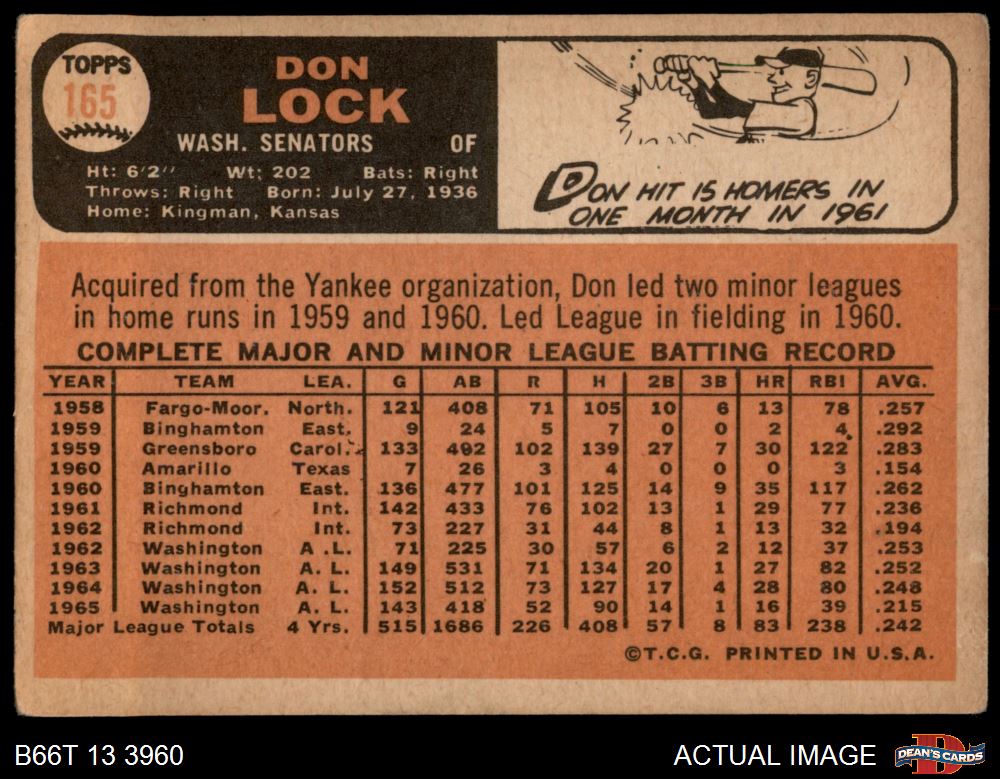 TOPPS
165
DON
LOCK
WASH. SENATORS OF
Ht: 6'2" Wt: 202 Bats: Right
Throws: Right Born: July 27, 1936
Home: Kingman, Kansas
DON HIT 15 HOMERS IN
ONE MONTH IN 1961
Acquired from the Yankee organization, Don led two minor leagues
in home runs in 1959 and 1960. Led League in fielding in 1960.
COMPLETE MAJOR AND MINOR LEAGUE BATTING RECORD
YEAR TEAM LEA. G AB R H 2B 3B HR RBI AVG.
1958 Fargo-Moor. North. 121 408 71 105 10 6 13 78 .257
1959 Binghamton East. 9 24 5 7 0 0 2 4 .292
1959 Greensboro Carol. 133 492 102 139 27 7 30 122 .283
1960 Amarillo Texas 7 26 3 4 0 0 0 3 .154
1960 Binghamton East. 136 477 101 125 14 9 35 117 .262
1961 Richmond Int. 142 433 76 102 13 1 29 77 .236
1962 Richmond Int. 73 227 31 44 8 1 13 32 .194
1962 Washington A .L. 71 225 30 57 6 2 12 37 .253
1963 Washington A. L. 149 531 71 134 20 1 27 82 .252
1964 Washington A. L. 152 512 73 127 17 4 28 80 .248
1965 Washington A. L. 143 418 52 90 14 1 16 39 .215
Major League Totals 4 Yrs. 515 1686 226 408 57 8 83 238 .242
©T.C.G. PRINTED IN U.S.A.
B66T 13 3960
ACTUAL IMAGE
DEAN'S CARDS